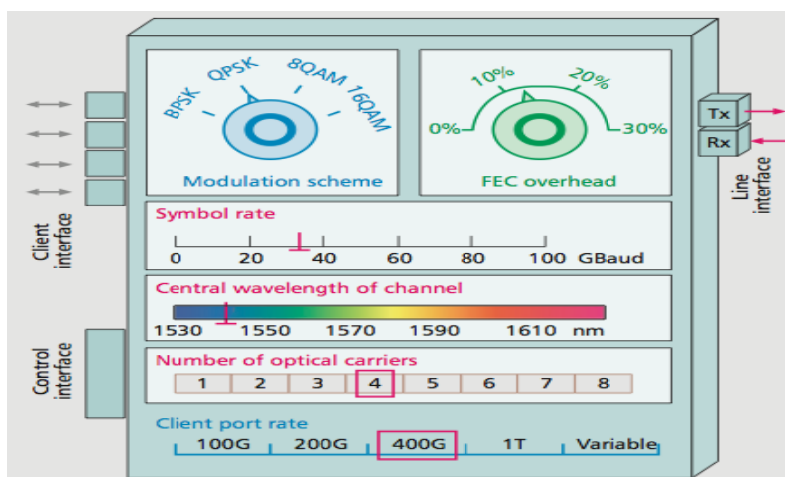 BPSK
QPSK
8QAM
16QAM
Modulation scheme
0%
10%
20%
30%
FEC overhead
Tx
Rx
Line interface
Client interface
Control interface
Symbol rate
0 20 40 60 80 100 GBaud
Central wavelength of channel
1530 1550 1570 1590 1610 nm
Number of optical carriers
1 2 3 4 5 6 7 8
Client port rate
100G 200G 400G 1T Variable